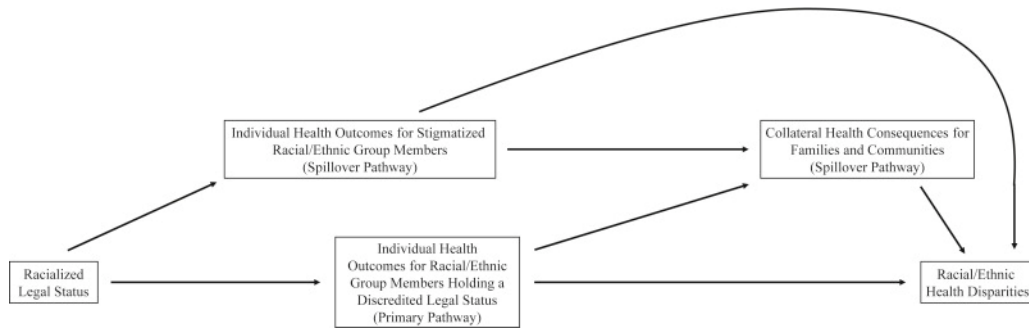 Individual Health Outcomes for Stigmatized
Racial/Ethnic Group Members
(Spillover Pathway)
Collateral Health Consequences for
Families and Communities
(Spillover Pathway)
Racialized
Legal Status
Individual Health
Outcomes for Racial/Ethnic
Group Members Holding a
Discredited Legal Status
(Primary Pathway)
Racial/Ethnic
Health Disparities